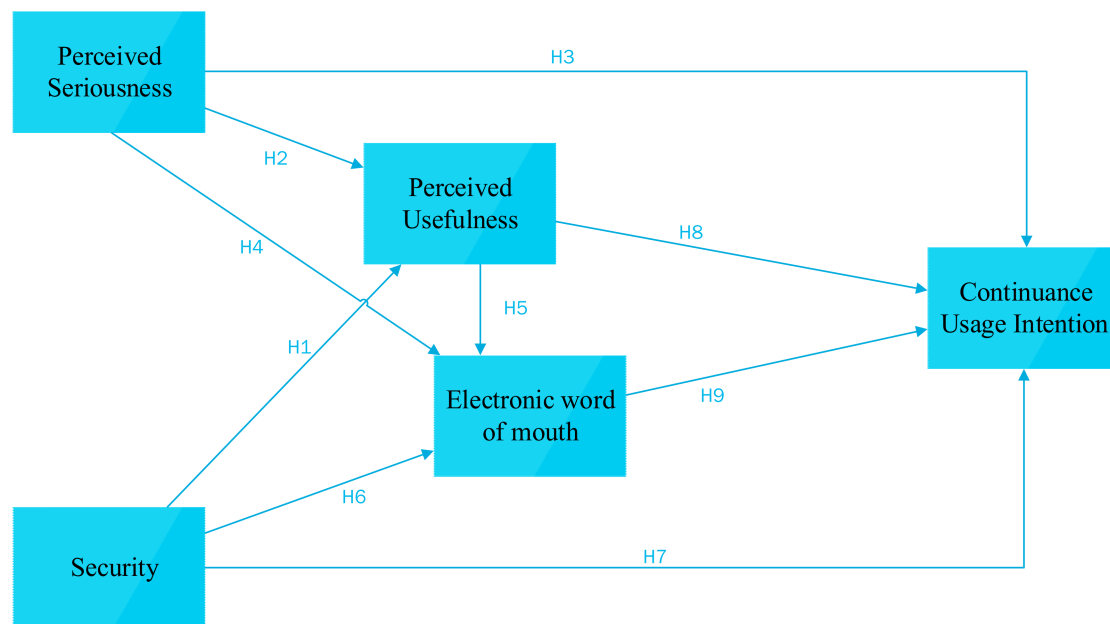 Perceived
Seriousness
H3
H2
Perceived
Usefulness
H8
H4
Continuance
Usage Intention
H5
H1
Electronic word
of mouth
H9
H6
Security
H7